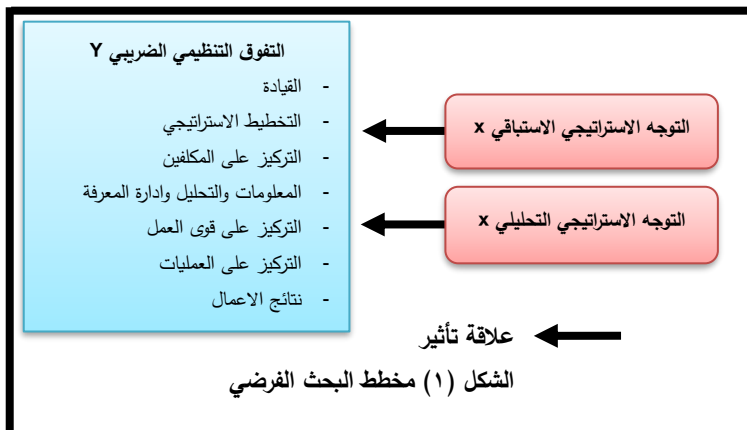 التفوق التنظيمي الضريبي Y
- القيادة
- التخطيط الاستراتيجي
- التركيز على المكلفين
- المعلومات والتحليل وادارة المعرفة
- التركيز على قوى العمل
- التركيز على العمليات
- نتائج الاعمال
التوجه الاستراتيجي الاستباقي x
التوجه الاستراتيجي التحليلي x
علاقة تأثير
الشكل (١) مخطط البحث الفرضي